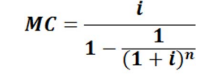 MC = i / (1 - 1 / (1 + i)^n)